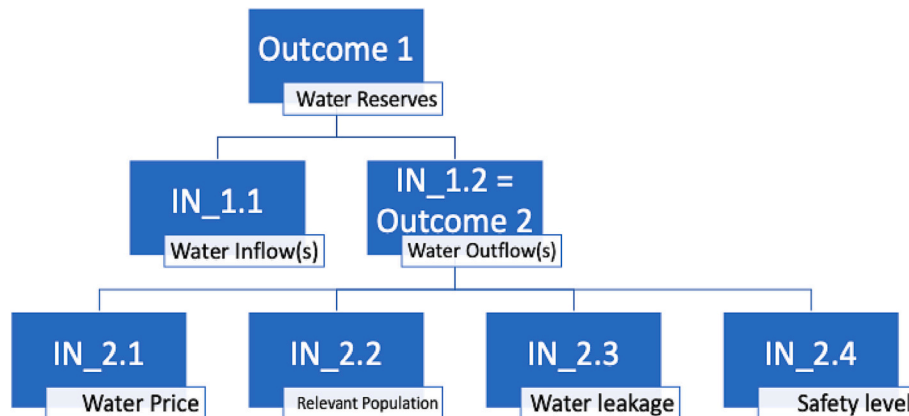 Outcome 1
Water Reserves
IN_1.1
Water Inflow(s)
IN_1.2 =
Outcome 2
Water Outflow(s)
IN_2.1
Water Price
IN_2.2
Relevant Population
IN_2.3
Water leakage
IN_2.4
Safety level